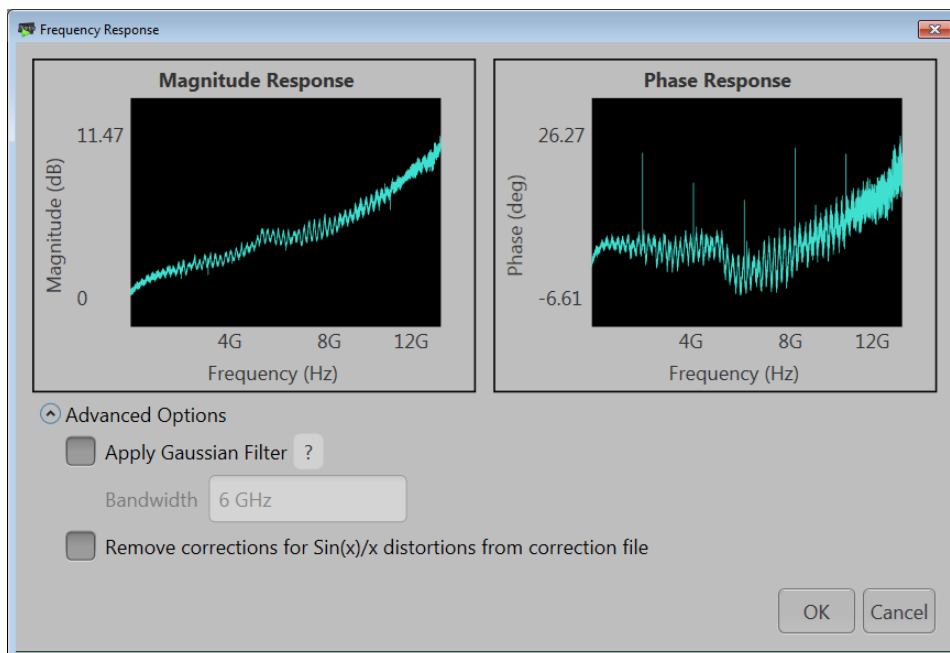 Frequency Response
Magnitude Response
11.47
Magnitude (dB)
0
4G 8G 12G
Frequency (Hz)
Phase Response
26.27
Phase (deg)
-6.61
4G 8G 12G
Frequency (Hz)
Advanced Options
Apply Gaussian Filter ?
Bandwidth 6 GHz
Remove corrections for Sin(x)/x distortions from correction file
OK Cancel